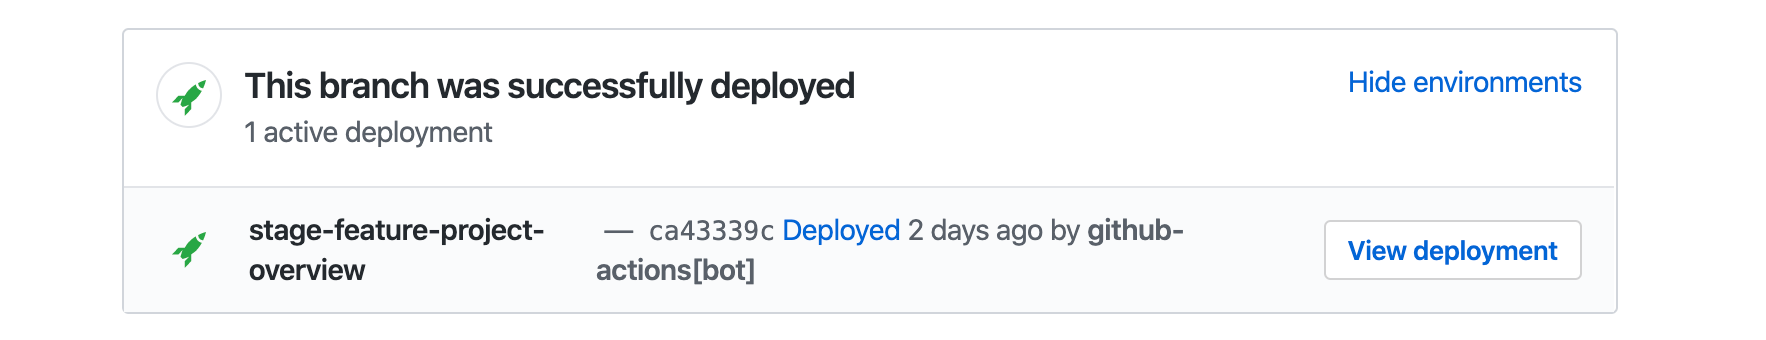 This branch was successfully deployed
Hide environments
1 active deployment
stage-feature-project-
overview
— ca43339c Deployed 2 days ago by github-
actions[bot]
View deployment